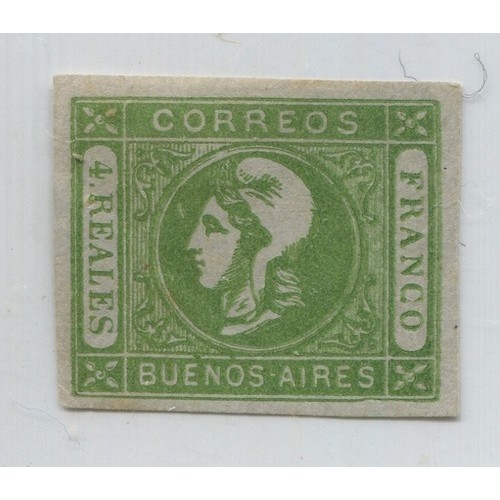 CORREOS
4. REALES
FRANCO
BUENOS-AIRES